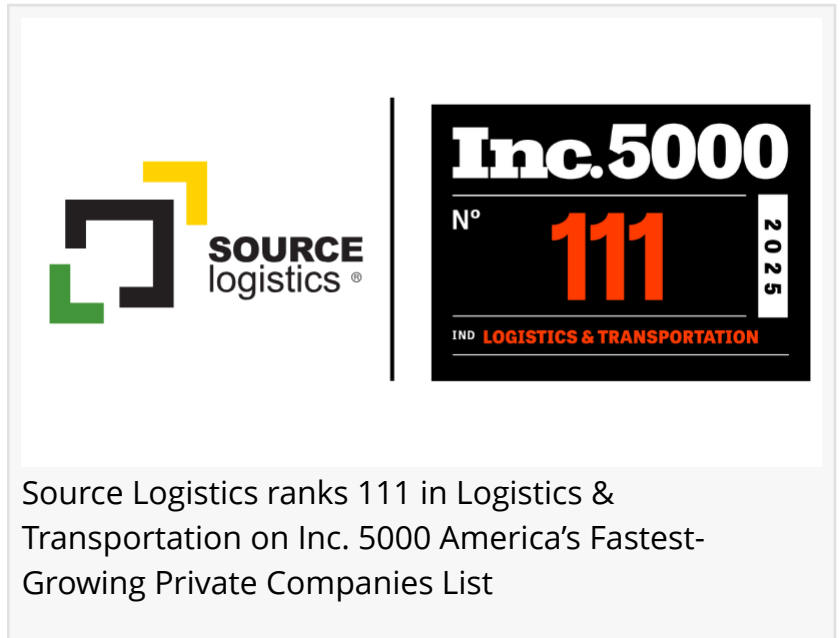 SOURCE
logistics ®
Inc.5000
Nº
111
2025
IND LOGISTICS & TRANSPORTATION
Source Logistics ranks 111 in Logistics &
Transportation on Inc. 5000 America’s Fastest-
Growing Private Companies List